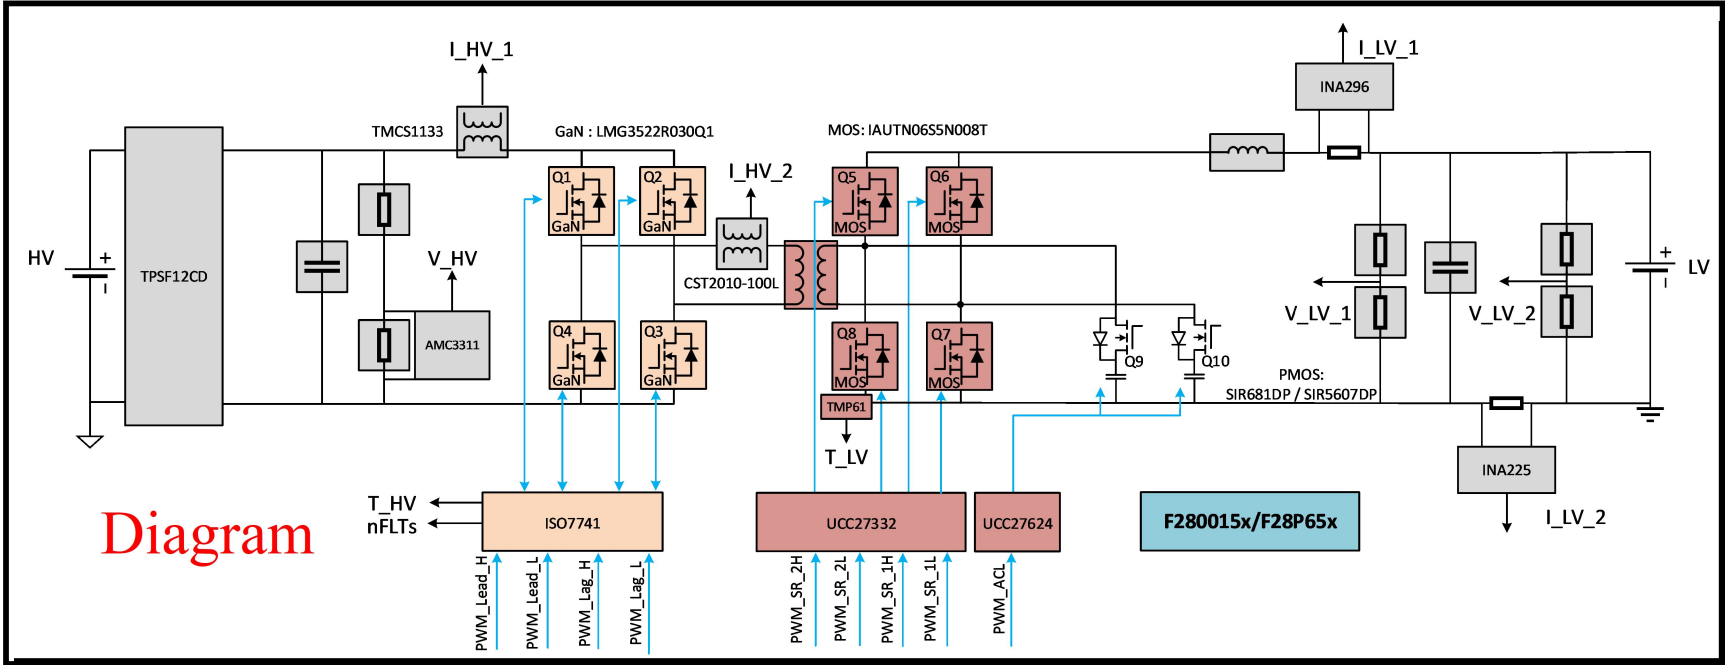 I_HV_1
I_LV_1
INA296
TMCS1133
GaN : LMG3522R030Q1
MOS: IAUTN06S5N008T
I_HV_2
Q1
GaN
Q2
GaN
Q5
MOS
Q6
MOS
HV
+
−
TPSF12CD
V_HV
CST2010-100L
AMC3311
Q4
GaN
Q3
GaN
Q8
MOS
Q7
MOS
Q9
Q10
V_LV_1
V_LV_2
+
−
LV
PMOS:
SIR681DP / SIR5607DP
TMP61
T_LV
INA225
I_LV_2
T_HV
nFLTs
ISO7741
UCC27332
UCC27624
F280015x/F28P65x
Diagram
PWM_Lead_H
PWM_Lead_L
PWM_Lag_H
PWM_Lag_L
PWM_SR_2H
PWM_SR_2L
PWM_SR_1H
PWM_SR_1L
PWM_ACL